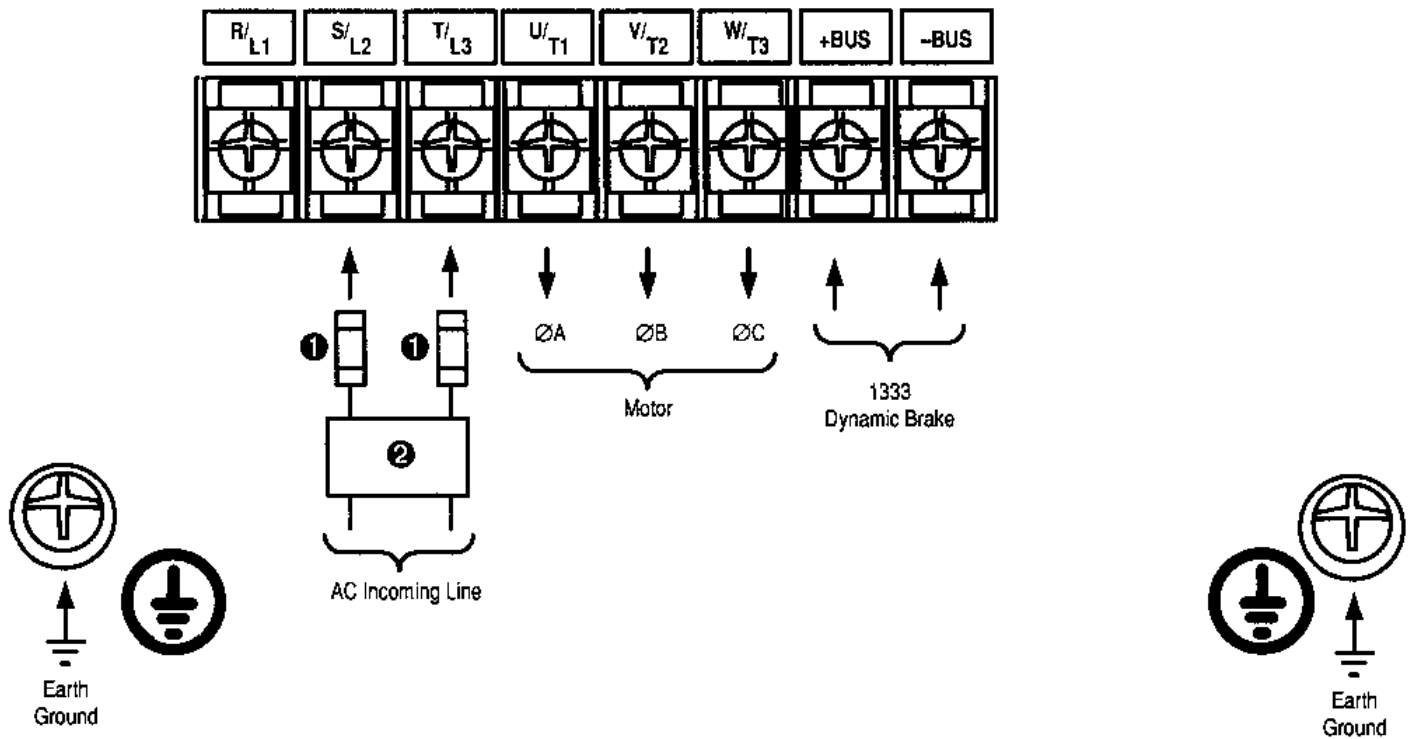 R/L1 S/L2 T/L3 U/T1 V/T2 W/T3 +BUS –BUS
❶ ❶ ØA ØB ØC
Motor
1333
Dynamic Brake
❷
AC Incoming Line
Earth
Ground
Earth
Ground